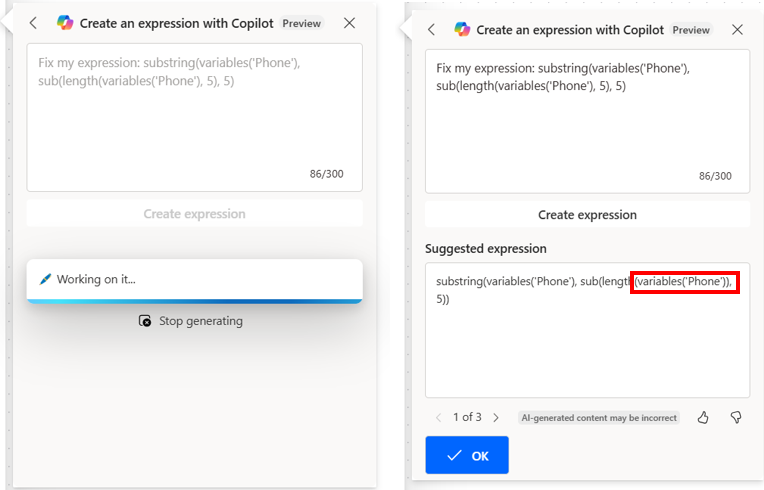 Create an expression with Copilot Preview
Fix my expression: substring(variables('Phone'),
sub(length(variables('Phone'), 5), 5)
86/300
Create expression
Working on it...
Stop generating
Create an expression with Copilot Preview
Fix my expression: substring(variables('Phone'),
sub(length(variables('Phone'), 5), 5)
86/300
Create expression
Suggested expression
substring(variables('Phone'), sub(length(variables('Phone')),
5))
1 of 3 AI-generated content may be incorrect
OK